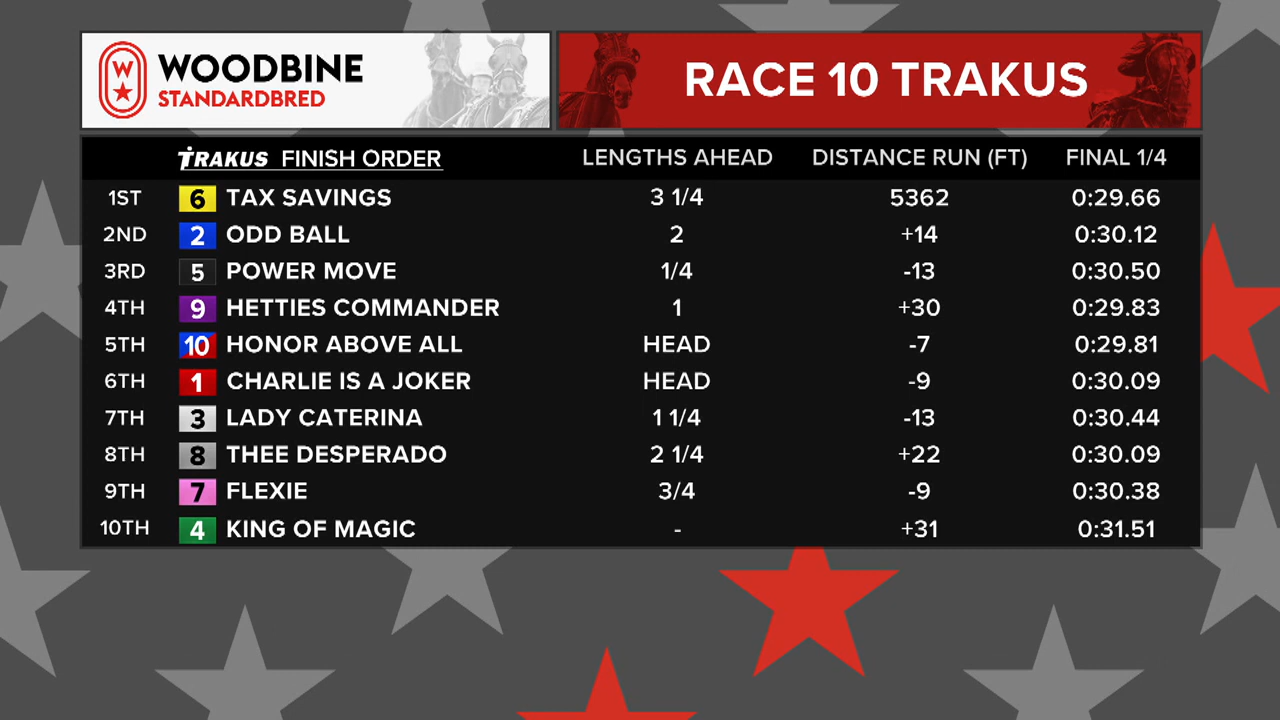 W
WOODBINE
STANDARDBRED
RACE 10 TRAKUS
TRAKUS FINISH ORDER LENGTHS AHEAD DISTANCE RUN (FT) FINAL 1/4
1ST 6 TAX SAVINGS 3 1/4 5362 0:29.66
2ND 2 ODD BALL 2 +14 0:30.12
3RD 5 POWER MOVE 1/4 -13 0:30.50
4TH 9 HETTIES COMMANDER 1 +30 0:29.83
5TH 10 HONOR ABOVE ALL HEAD -7 0:29.81
6TH 1 CHARLIE IS A JOKER HEAD -9 0:30.09
7TH 3 LADY CATERINA 1 1/4 -13 0:30.44
8TH 8 THEE DESPERADO 2 1/4 +22 0:30.09
9TH 7 FLEXIE 3/4 -9 0:30.38
10TH 4 KING OF MAGIC - +31 0:31.51